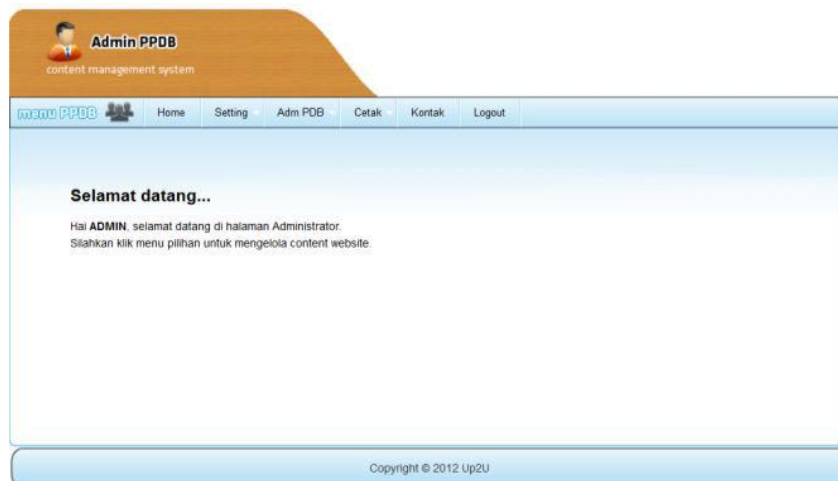 Admin PPDB
content management system
menu PPDB Home Setting Adm PDB Cetak Kontak Logout
Selamat datang...
Hai ADMIN, selamat datang di halaman Administrator.
Silahkan klik menu pilihan untuk mengelola content website.
Copyright © 2012 Up2U